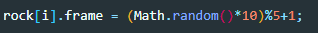 rock[i].frame = (Math.random()*10)%5+1;